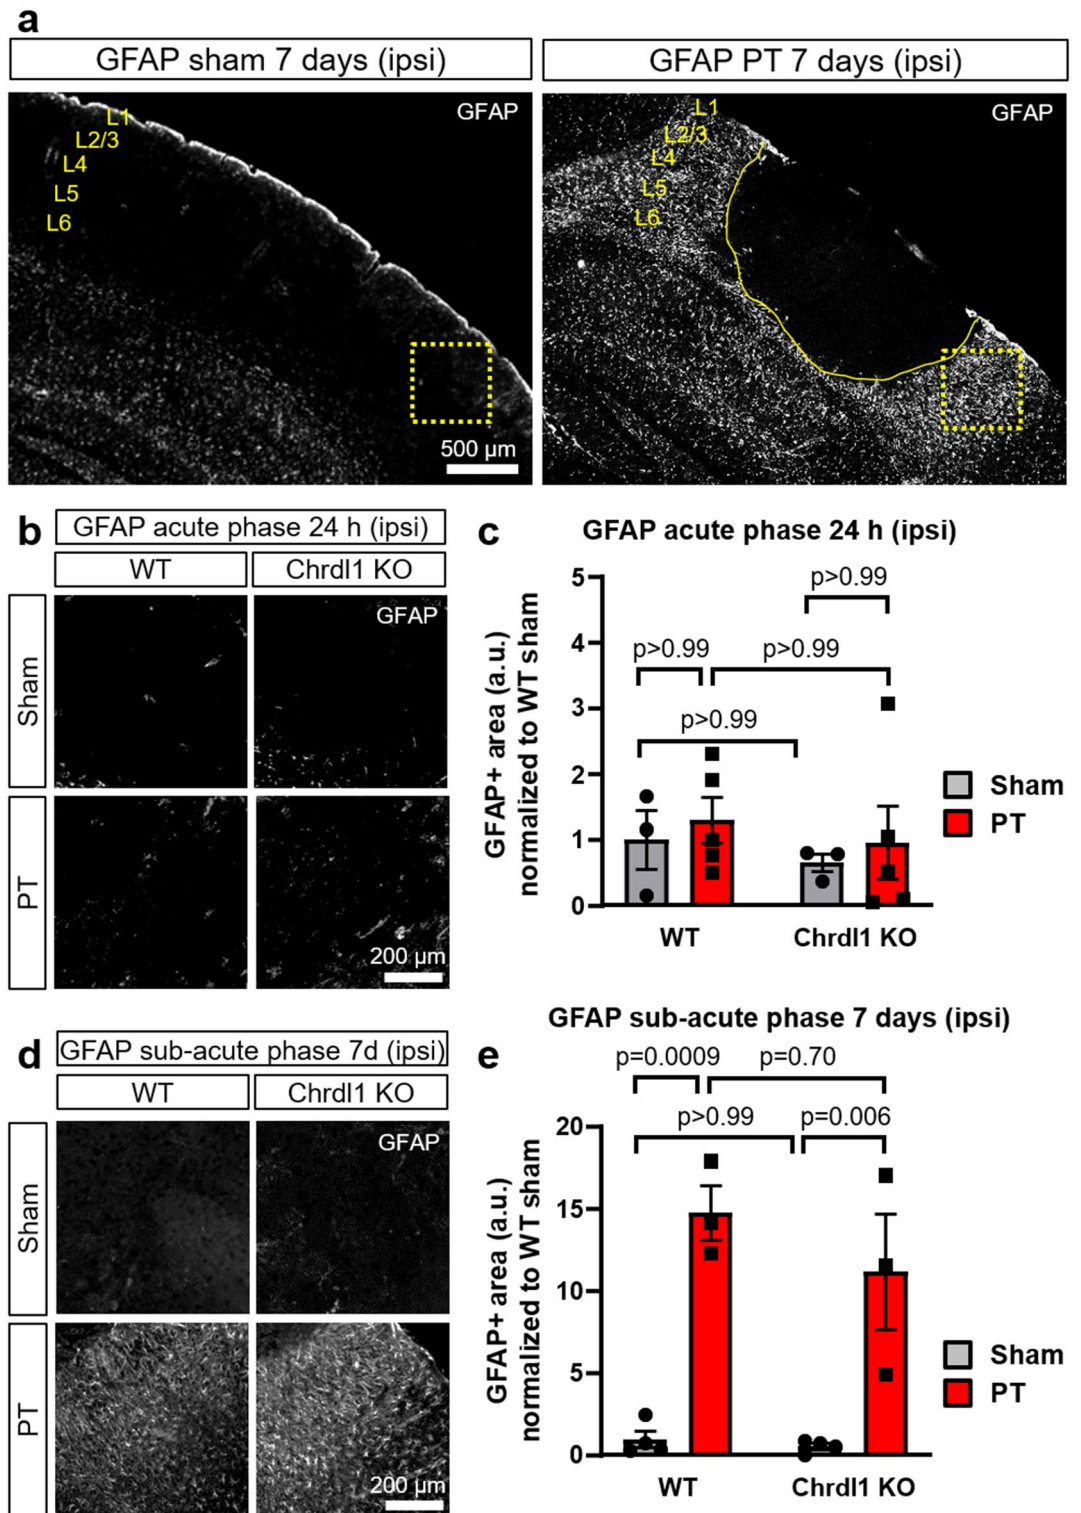 a
GFAP sham 7 days (ipsi)
GFAP PT 7 days (ipsi)
GFAP
L1
L2/3
L4
L5
L6
500 µm
GFAP
L1
L2/3
L4
L5
L6
b
GFAP acute phase 24 h (ipsi)
WT
Chrdl1 KO
Sham
GFAP
PT
200 µm
c
GFAP acute phase 24 h (ipsi)
GFAP+ area (a.u.)
normalized to WT sham
5
4
3
2
1
0
p>0.99
p>0.99
p>0.99
p>0.99
WT
Chrdl1 KO
Sham
PT
d
GFAP sub-acute phase 7d (ipsi)
WT
Chrdl1 KO
Sham
GFAP
PT
200 µm
GFAP sub-acute phase 7 days (ipsi)
e
p=0.0009
p=0.70
p>0.99
p=0.006
GFAP+ area (a.u.)
normalized to WT sham
20
15
10
5
0
WT
Chrdl1 KO
Sham
PT